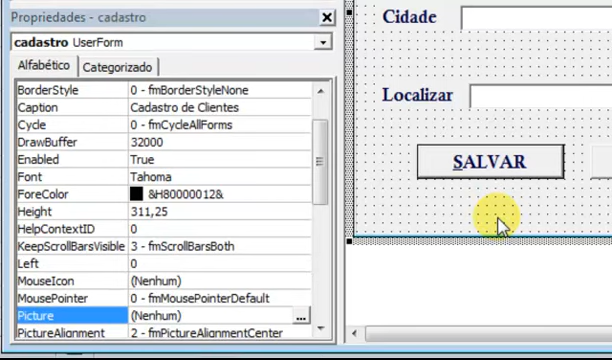 Propriedades - cadastro
cadastro UserForm
Alfabético Categorizado
BorderStyle 0 - fmBorderStyleNone
Caption Cadastro de Clientes
Cycle 0 - fmCycleAllForms
DrawBuffer 32000
Enabled True
Font Tahoma
ForeColor &H80000012&
Height 311,25
HelpContextID 0
KeepScrollBarsVisible 3 - fmScrollBarsBoth
Left 0
MouseIcon (Nenhum)
MousePointer 0 - fmMousePointerDefault
Picture (Nenhum) ...
PictureAlignment 2 - fmPictureAlignmentCenter
Cidade
Localizar
SALVAR